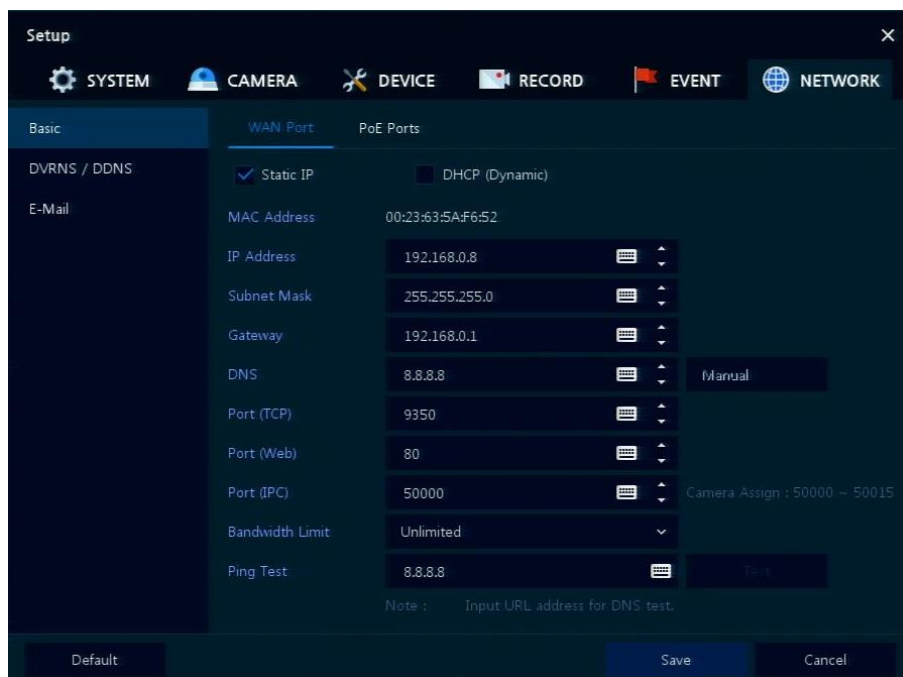 Setup
SYSTEM CAMERA DEVICE RECORD EVENT NETWORK
Basic
DVRNS / DDNS
E-Mail
WAN Port PoE Ports
Static IP DHCP (Dynamic)
MAC Address 00:23:63:5A:F6:52
IP Address 192.168.0.8
Subnet Mask 255.255.255.0
Gateway 192.168.0.1
DNS 8.8.8.8 Manual
Port (TCP) 9350
Port (Web) 80
Port (IPC) 50000 Camera Assign : 50000 ~ 50015
Bandwidth Limit Unlimited
Ping Test 8.8.8.8 Test
Note : Input URL address for DNS test.
Default Save Cancel